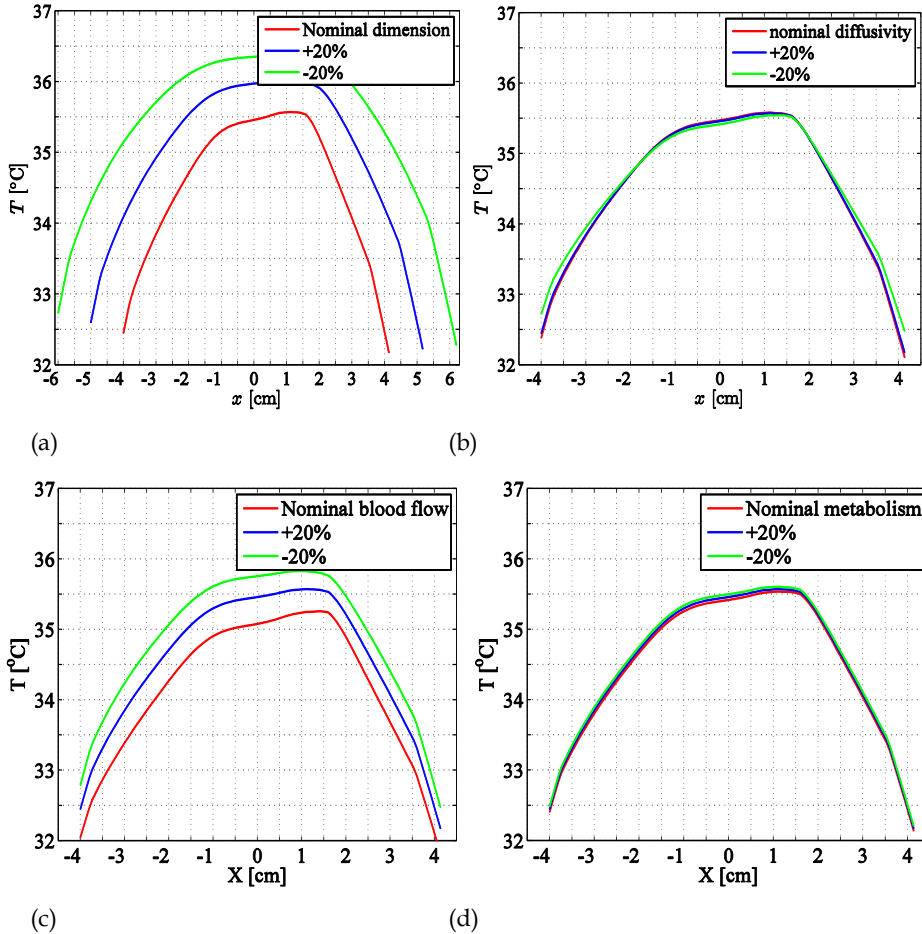 37
36
35
34
33
32
T [°C]
Nominal dimension
+20%
-20%
-6 -5 -4 -3 -2 -1 0 1 2 3 4 5 6
x [cm]
(a)
37
36
35
34
33
32
T [°C]
nominal diffusivity
+20%
-20%
-4 -3 -2 -1 0 1 2 3 4
x [cm]
(b)
37
36
35
34
33
32
T [°C]
Nominal blood flow
+20%
-20%
-4 -3 -2 -1 0 1 2 3 4
X [cm]
(c)
37
36
35
34
33
32
T [°C]
Nominal metabolism
+20%
-20%
-4 -3 -2 -1 0 1 2 3 4
X [cm]
(d)